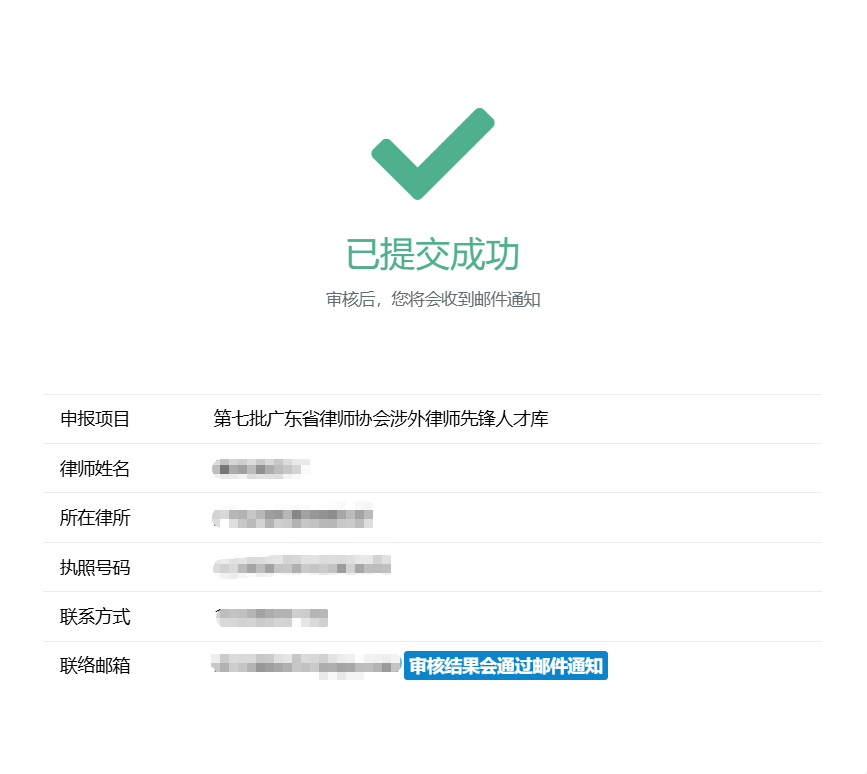 已提交成功
审核后，您将会收到邮件通知
申报项目 第七批广东省律师协会涉外律师先锋人才库
律师姓名
所在律所
执照号码
联系方式
联络邮箱 审核结果会通过邮件通知